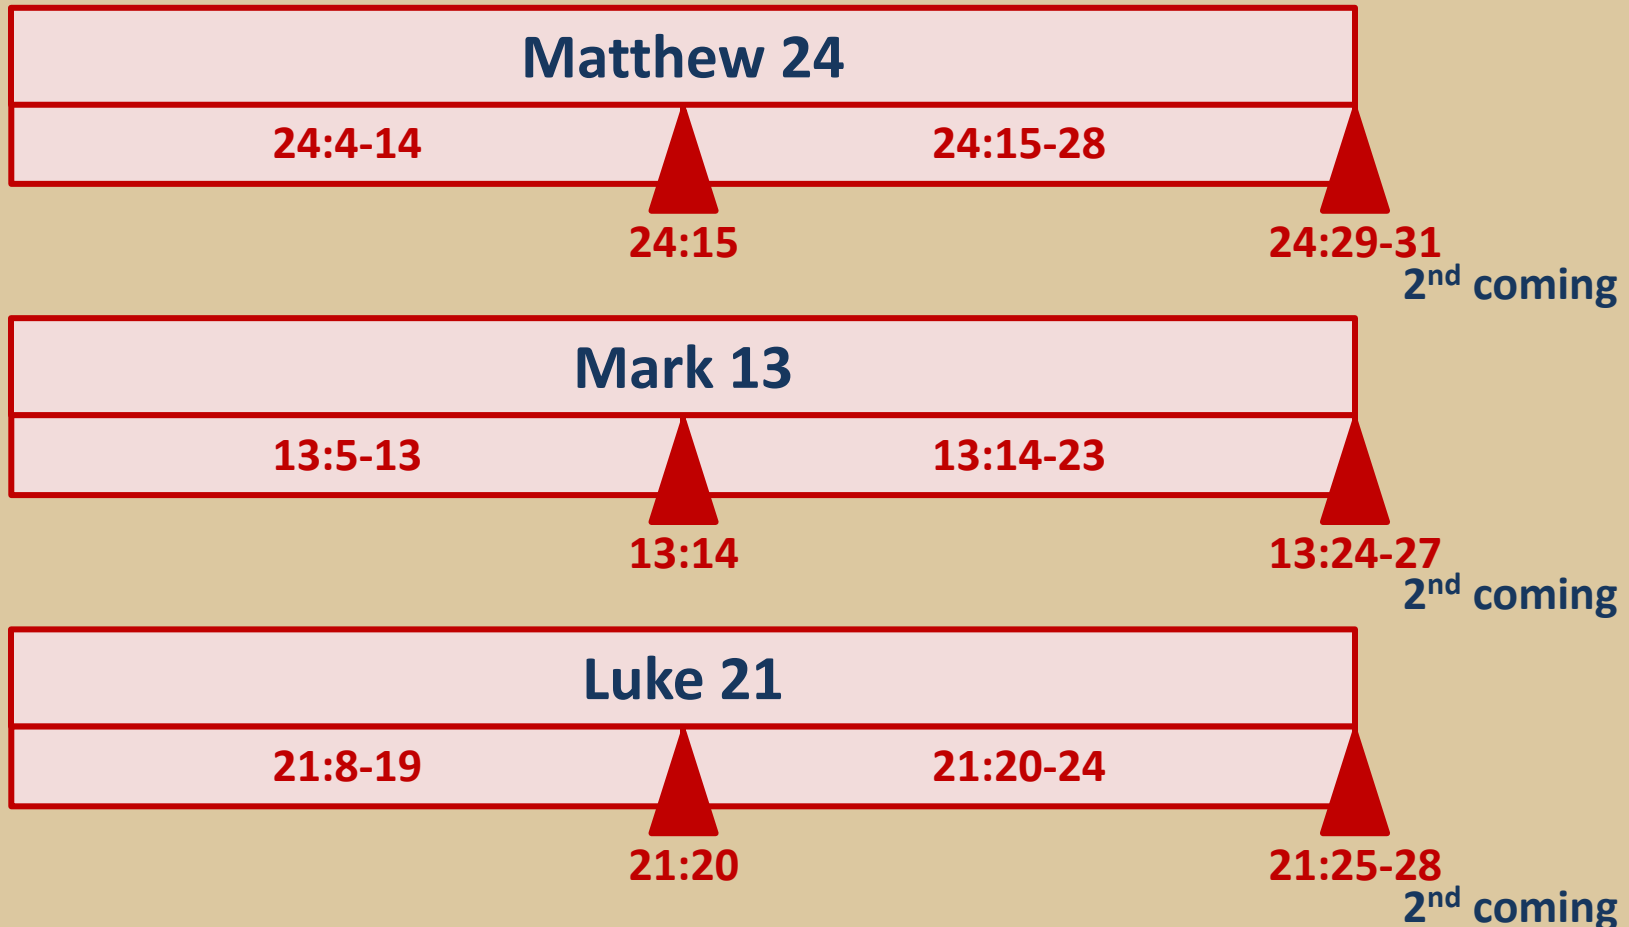 Matthew 24
24:4-14 24:15-28
24:15 24:29-31
2nd coming
Mark 13
13:5-13 13:14-23
13:14 13:24-27
2nd coming
Luke 21
21:8-19 21:20-24
21:20 21:25-28
2nd coming